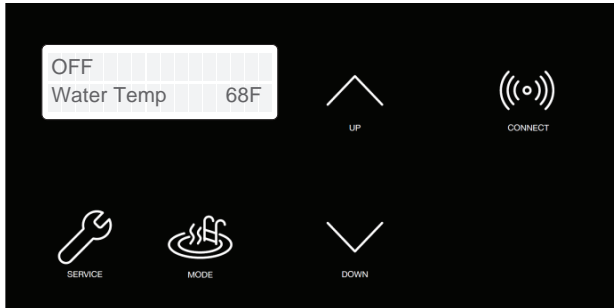 OFF
Water Temp 68F
UP
CONNECT
SERVICE
MODE
DOWN